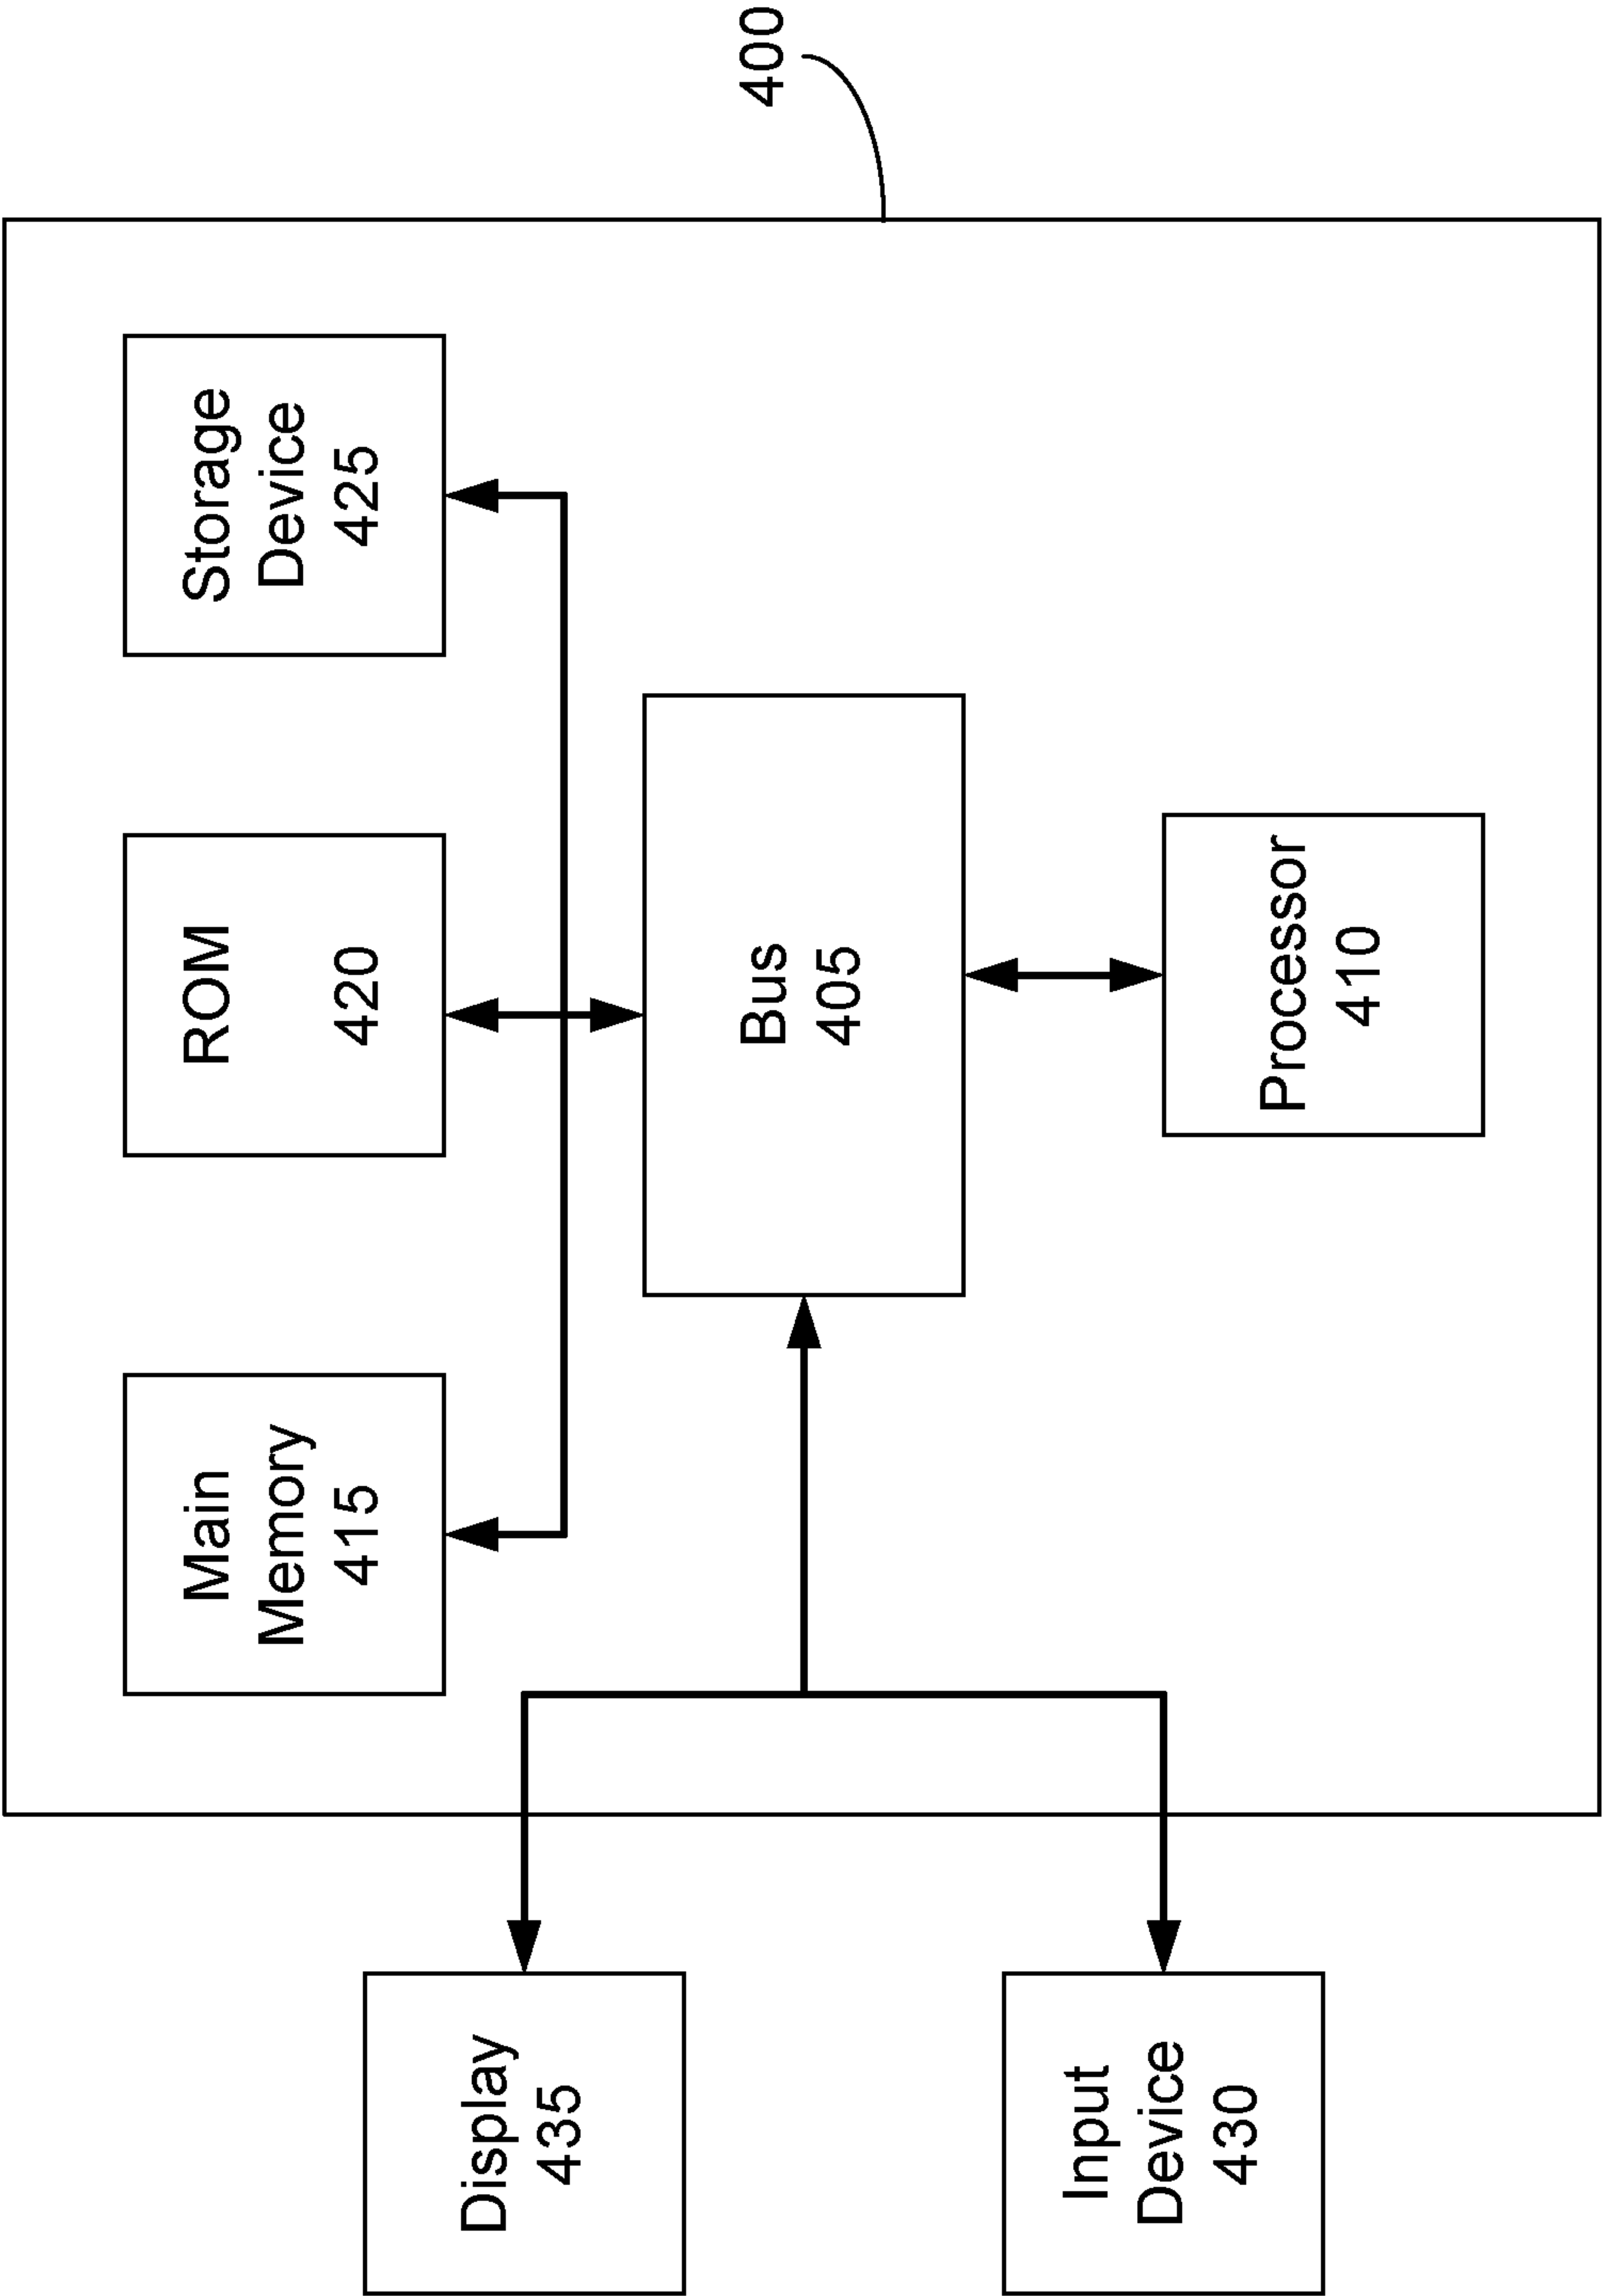 400
Main
Memory
415
ROM
420
Storage
Device
425
Display
435
Bus
405
Input
Device
430
Processor
410